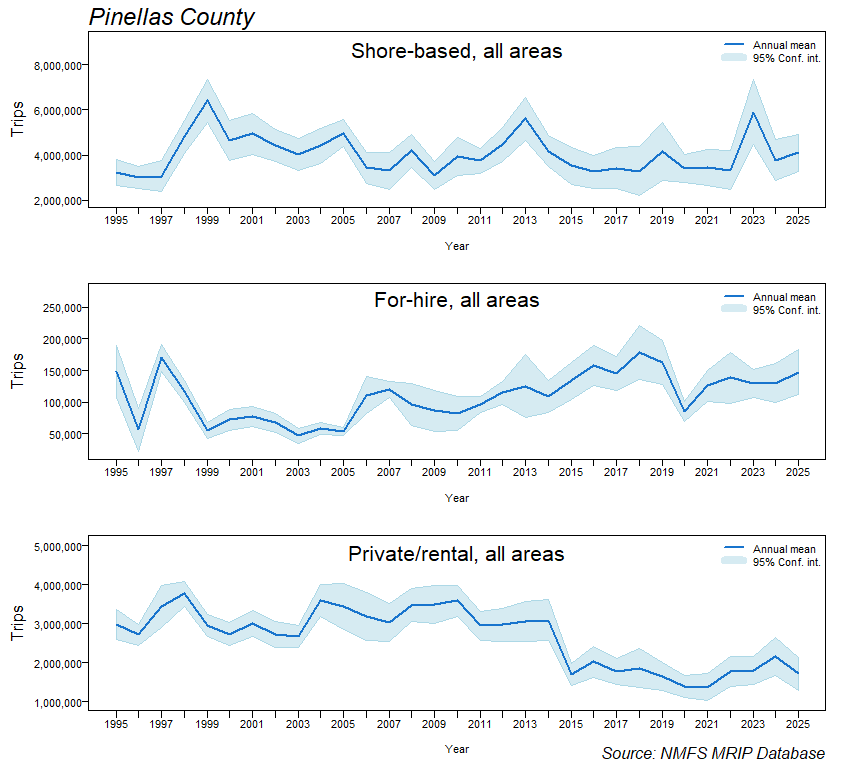 Pinellas County
Shore-based, all areas
Annual mean
95% Conf. int.
8,000,000
6,000,000
4,000,000
2,000,000
Trips
1995 1997 1999 2001 2003 2005 2007 2009 2011 2013 2015 2017 2019 2021 2023 2025
Year
For-hire, all areas
Annual mean
95% Conf. int.
250,000
200,000
150,000
100,000
50,000
Trips
1995 1997 1999 2001 2003 2005 2007 2009 2011 2013 2015 2017 2019 2021 2023 2025
Year
Private/rental, all areas
Annual mean
95% Conf. int.
5,000,000
4,000,000
3,000,000
2,000,000
1,000,000
Trips
1995 1997 1999 2001 2003 2005 2007 2009 2011 2013 2015 2017 2019 2021 2023 2025
Year
Source: NMFS MRIP Database